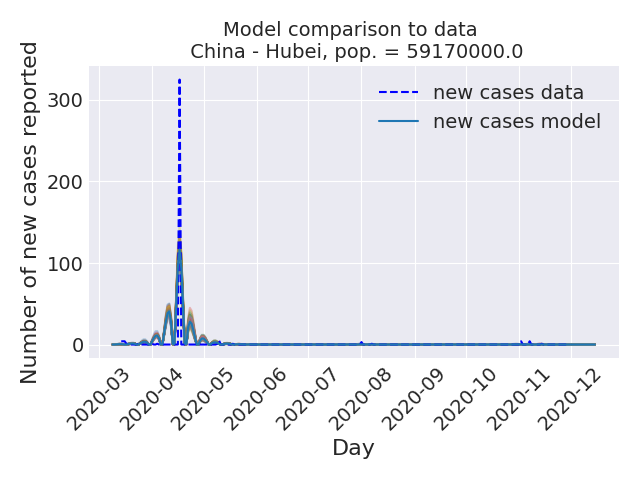 Model comparison to data
China - Hubei, pop. = 59170000.0
Number of new cases reported
300
200
100
0
new cases data
new cases model
2020-03
2020-04
2020-05
2020-06
2020-07
2020-08
2020-09
2020-10
2020-11
2020-12
Day